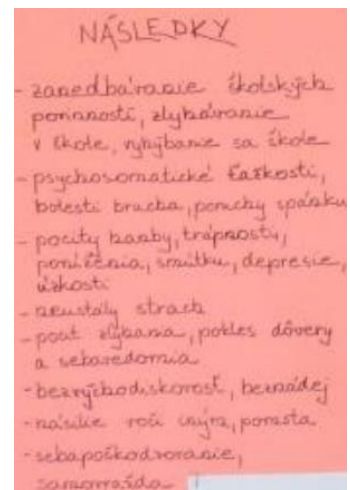 NÁSLEDKY
- zanedbávanie školských
povinností, zlyhávanie
v škole, vyhýbanie sa škole
- psychosomatické ťažkosti,
bolesti brucha, poruchy spánku
- pocity hanby, trápnosti,
poníženia, smútku, depresie,
úzkosti
- neustály strach
- pocit zlyhania, pokles dôvery
a sebavedomia
- bezvýchodiskovosť, beznádej
- násilie voči iným, pomsta
- sebapoškodzovanie,
samovražda